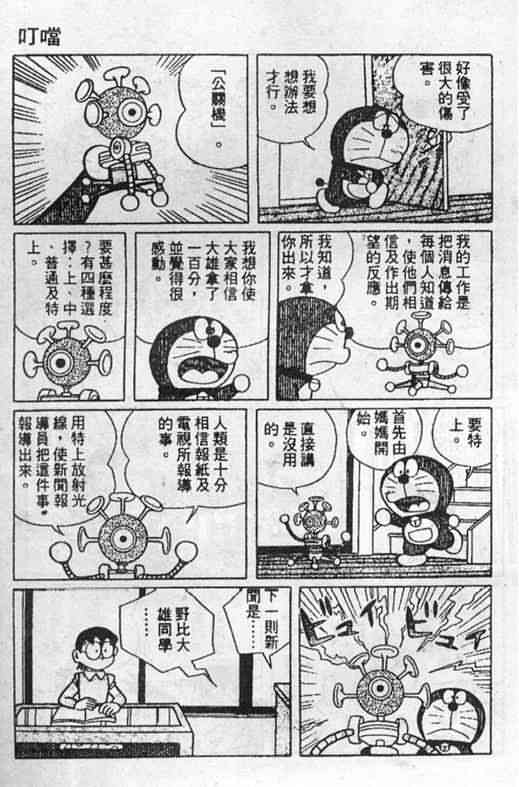 叮噹
好像受了
很大的傷
害。
我要想
想辦法
才行。
「公關機」。
我的工作是
把消息傳給
每個人知道
，使他們相
信及作出期
望的反應。
我知道，
所以才拿
你出來。
我想你使
大家相信
大雄拿了
一百分，
並覺得很
感動。
要甚麼程度
？有四種選
擇：上、中
、普通及特
上。
要特
上。
首先由
媽媽開
始。
直接講
是沒用
的。
人類是十分
相信報紙及
電視所報導
的事。
用特上放射光
線，使新聞報
導員把這件事
報導出來。
ビュイ
ビュイ
下一則新
聞是……
野比大
雄同學
……